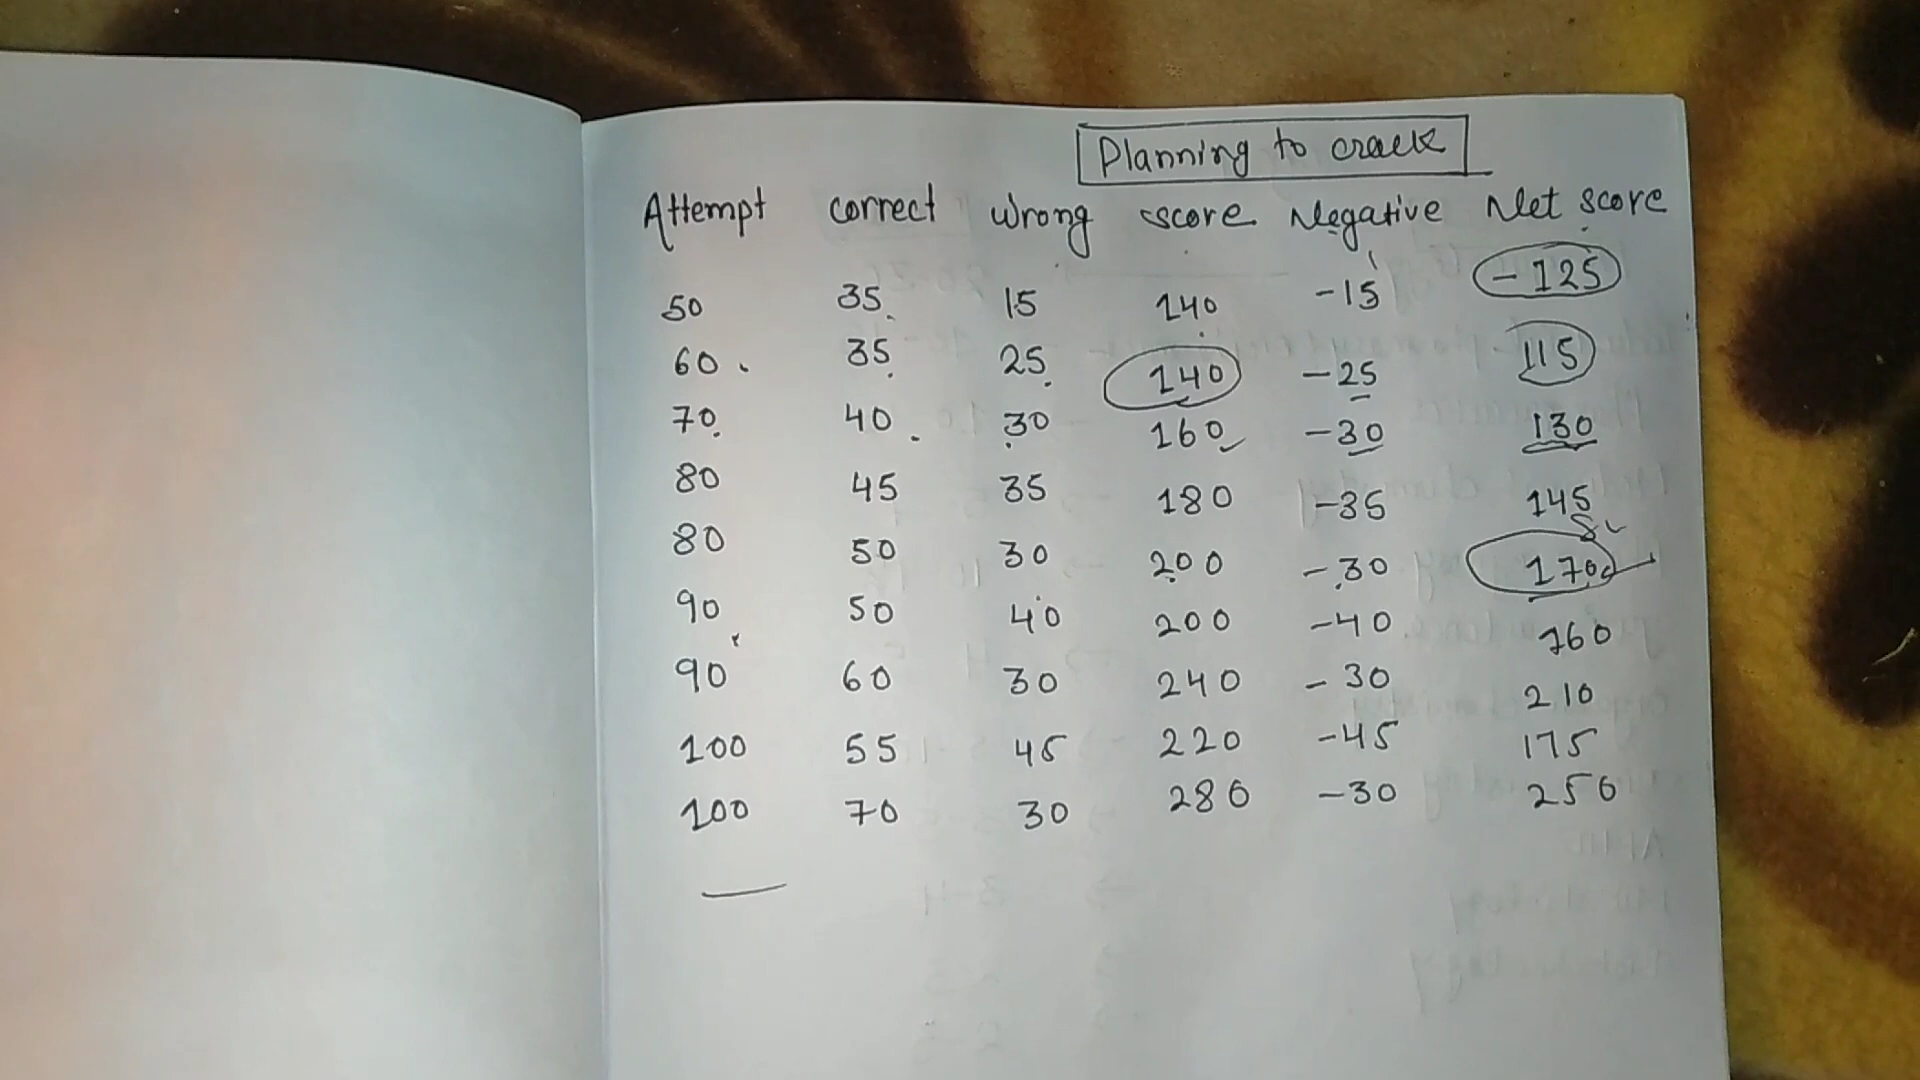 Planning to crack
Attempt correct Wrong score Negative Net score
50 35 15 140 -15 -125
60 35 25 140 -25 115
70 40 30 160 -30 130
80 45 35 180 -35 145
80 50 30 200 -30 170
90 50 40 200 -40 160
90 60 30 240 -30 210
100 55 45 220 -45 175
100 70 30 280 -30 250